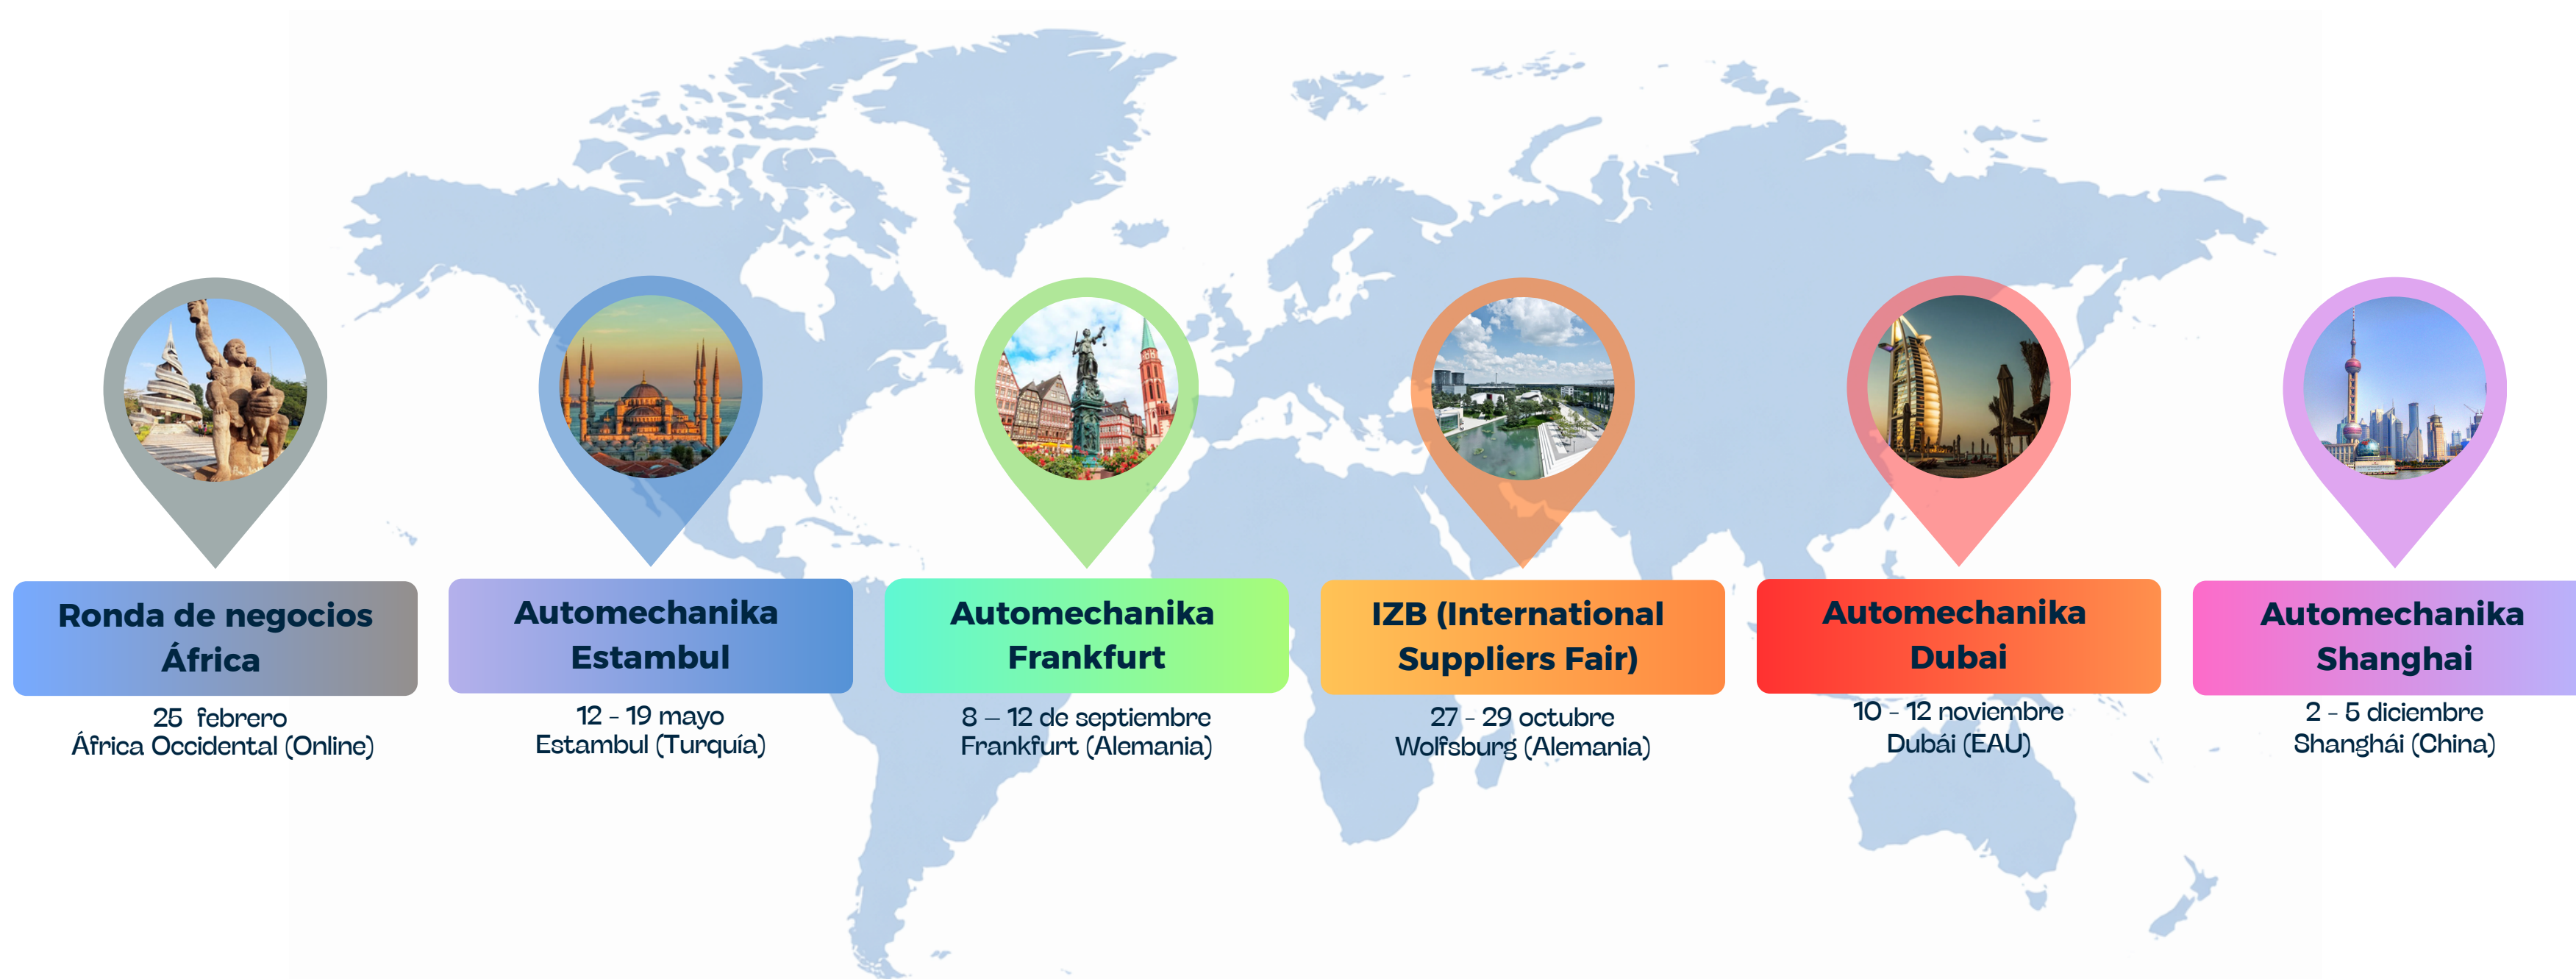 Ronda de negocios
África
25 febrero
África Occidental (Online)
Automechanika
Estambul
12 - 19 mayo
Estambul (Turquía)
Automechanika
Frankfurt
8 – 12 de septiembre
Frankfurt (Alemania)
IZB (International
Suppliers Fair)
27 - 29 octubre
Wolfsburg (Alemania)
Automechanika
Dubai
10 - 12 noviembre
Dubái (EAU)
Automechanika
Shanghai
2 - 5 diciembre
Shanghái (China)